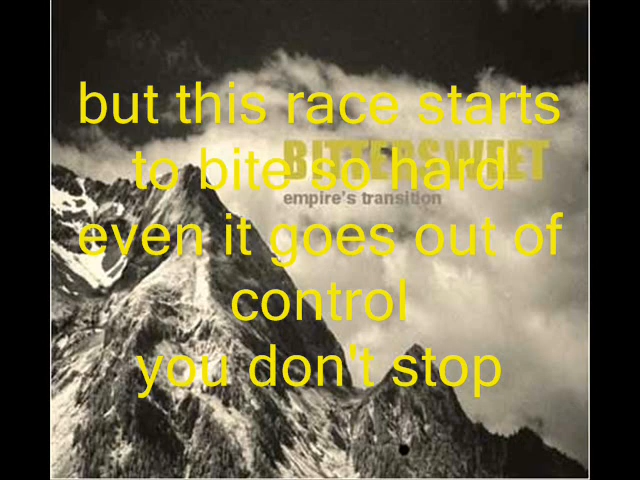 but this race starts
BITTERSWEET
to bite so hard
empire's transition
even it goes out of
control
you don't stop